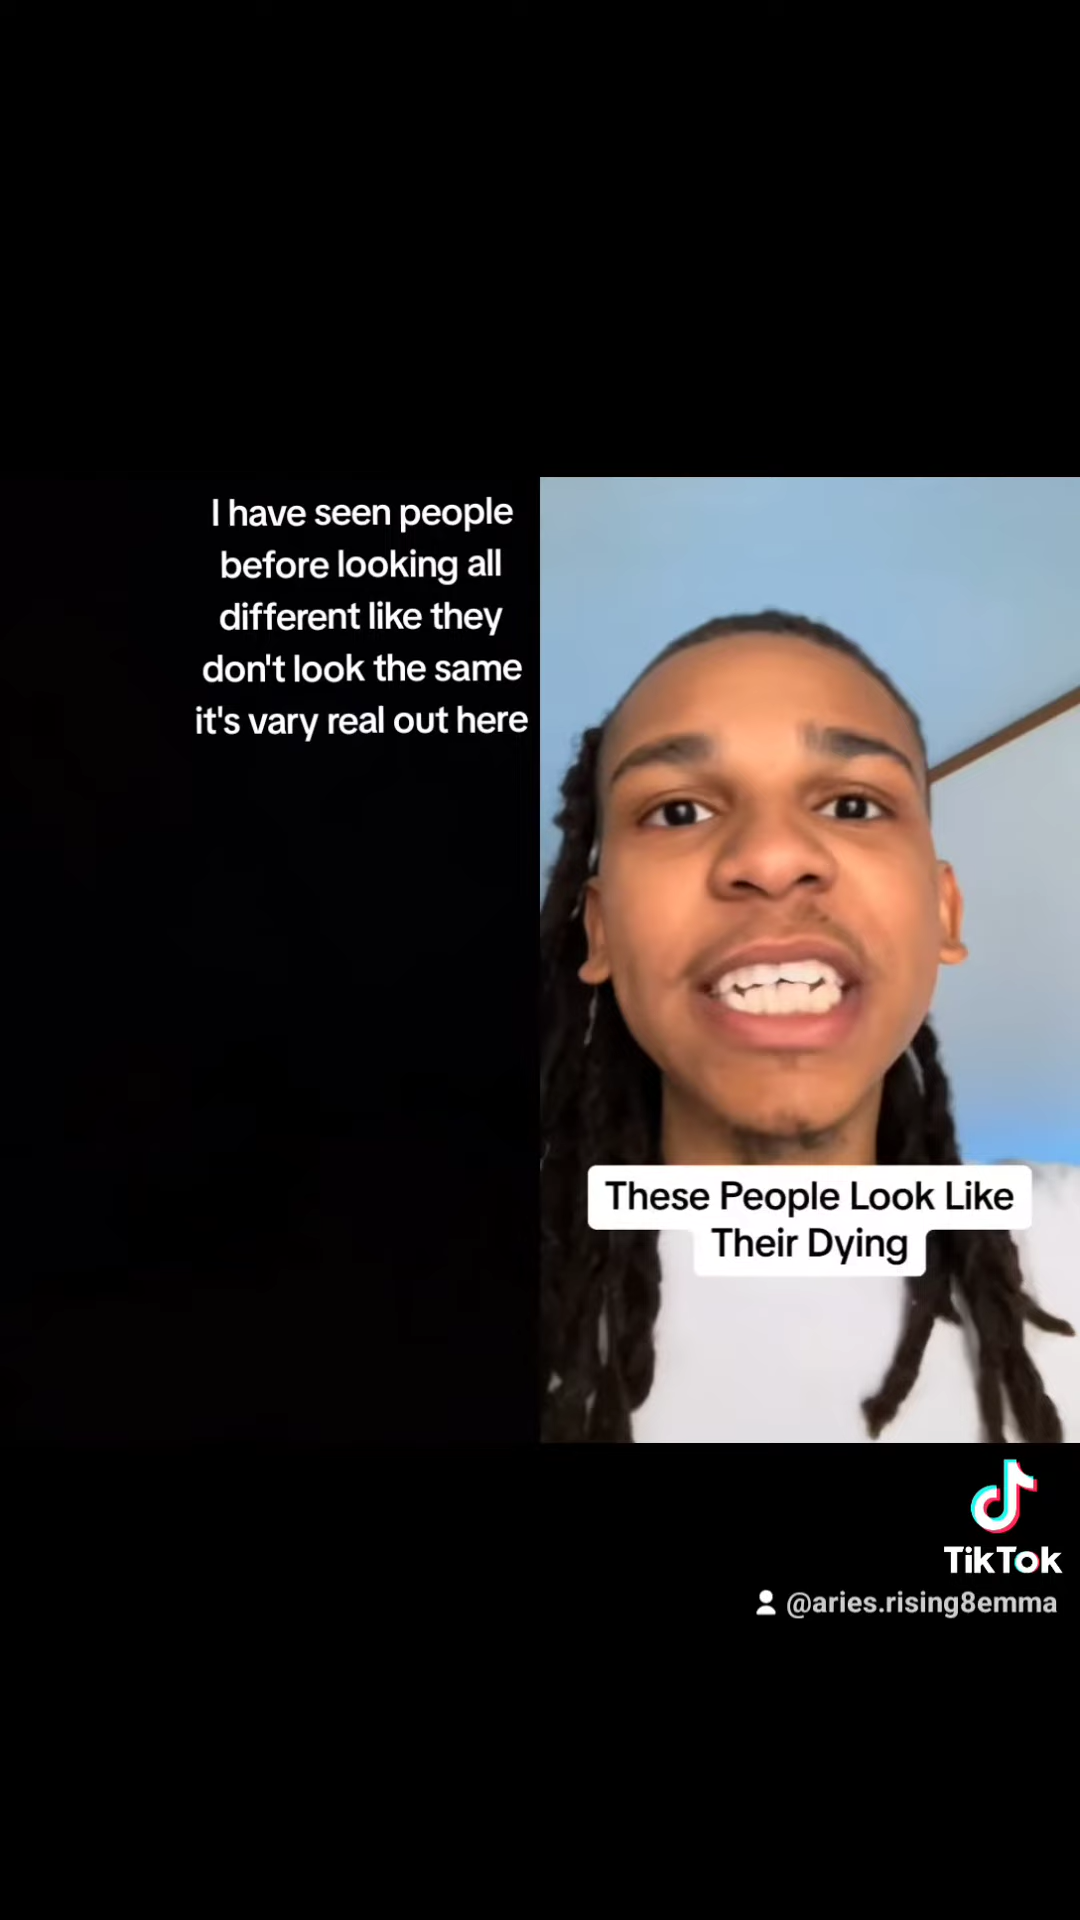 I have seen people
before looking all
different like they
don't look the same
it's vary real out here
These People Look Like
Their Dying
TikTok
@aries.rising8emma